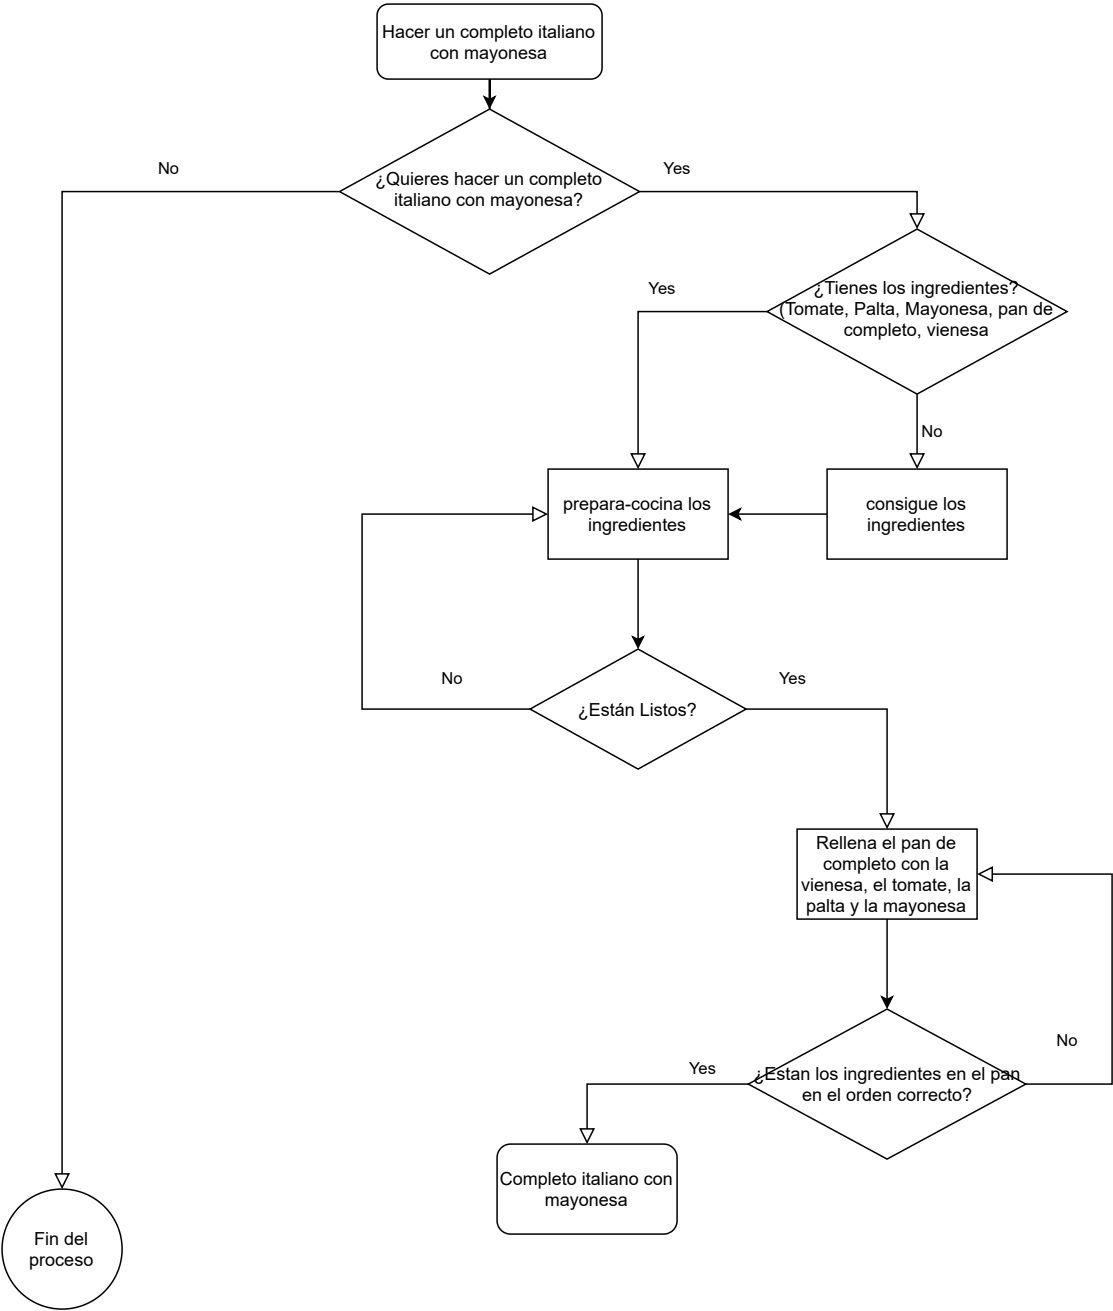 Hacer un completo italiano
con mayonesa
No
Yes
¿Quieres hacer un completo
italiano con mayonesa?
Yes
¿Tienes los ingredientes?
(Tomate, Palta, Mayonesa, pan de
completo, vienesa
No
prepara-cocina los
ingredientes
consigue los
ingredientes
No
Yes
¿Están Listos?
Rellena el pan de
completo con la
vienesa, el tomate, la
palta y la mayonesa
No
Yes
¿Estan los ingredientes en el pan
en el orden correcto?
Completo italiano con
mayonesa
Fin del
proceso